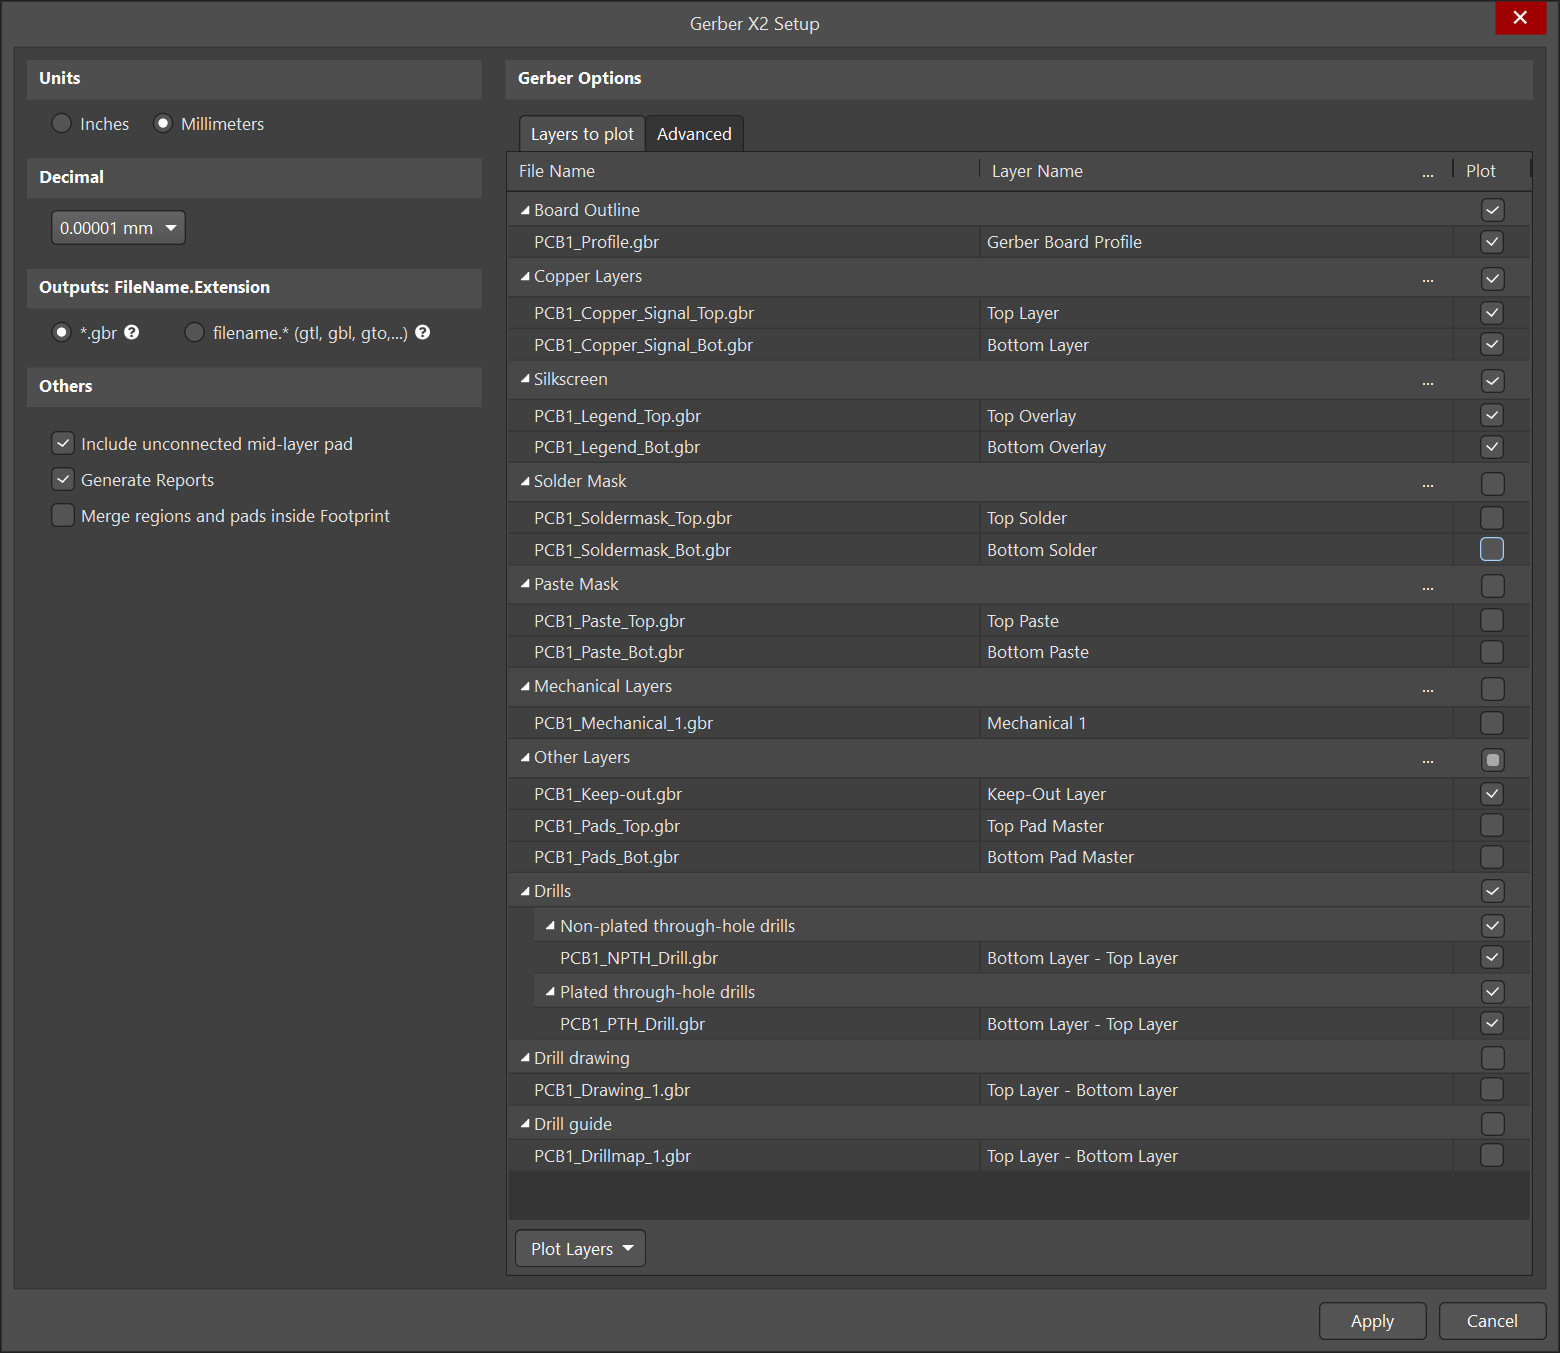 Gerber X2 Setup
Units
Inches
Millimeters
Decimal
0.00001 mm
Outputs: FileName.Extension
*.gbr
filename.* (gtl, gbl, gto,...)
Others
Include unconnected mid-layer pad
Generate Reports
Merge regions and pads inside Footprint
Gerber Options
Layers to plot
Advanced
File Name Layer Name ... Plot
Board Outline
PCB1_Profile.gbr Gerber Board Profile
Copper Layers ...
PCB1_Copper_Signal_Top.gbr Top Layer
PCB1_Copper_Signal_Bot.gbr Bottom Layer
Silkscreen ...
PCB1_Legend_Top.gbr Top Overlay
PCB1_Legend_Bot.gbr Bottom Overlay
Solder Mask ...
PCB1_Soldermask_Top.gbr Top Solder
PCB1_Soldermask_Bot.gbr Bottom Solder
Paste Mask ...
PCB1_Paste_Top.gbr Top Paste
PCB1_Paste_Bot.gbr Bottom Paste
Mechanical Layers ...
PCB1_Mechanical_1.gbr Mechanical 1
Other Layers ...
PCB1_Keep-out.gbr Keep-Out Layer
PCB1_Pads_Top.gbr Top Pad Master
PCB1_Pads_Bot.gbr Bottom Pad Master
Drills
Non-plated through-hole drills
PCB1_NPTH_Drill.gbr Bottom Layer - Top Layer
Plated through-hole drills
PCB1_PTH_Drill.gbr Bottom Layer - Top Layer
Drill drawing
PCB1_Drawing_1.gbr Top Layer - Bottom Layer
Drill guide
PCB1_Drillmap_1.gbr Top Layer - Bottom Layer
Plot Layers
Apply
Cancel